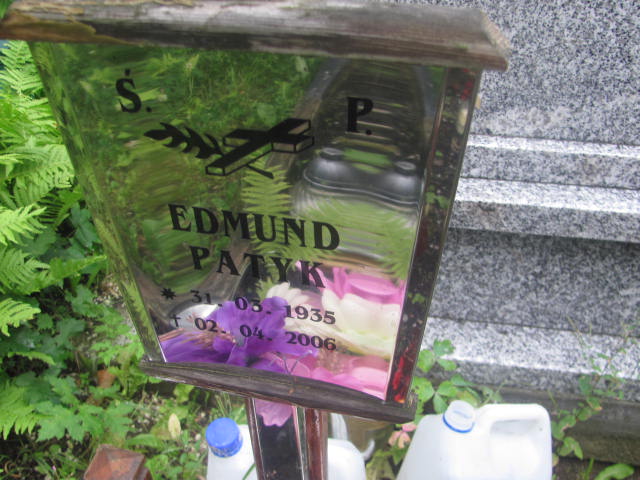 Ś. P.
EDMUND
PATYK
* 31. 03. 1935
† 02. 04. 2006